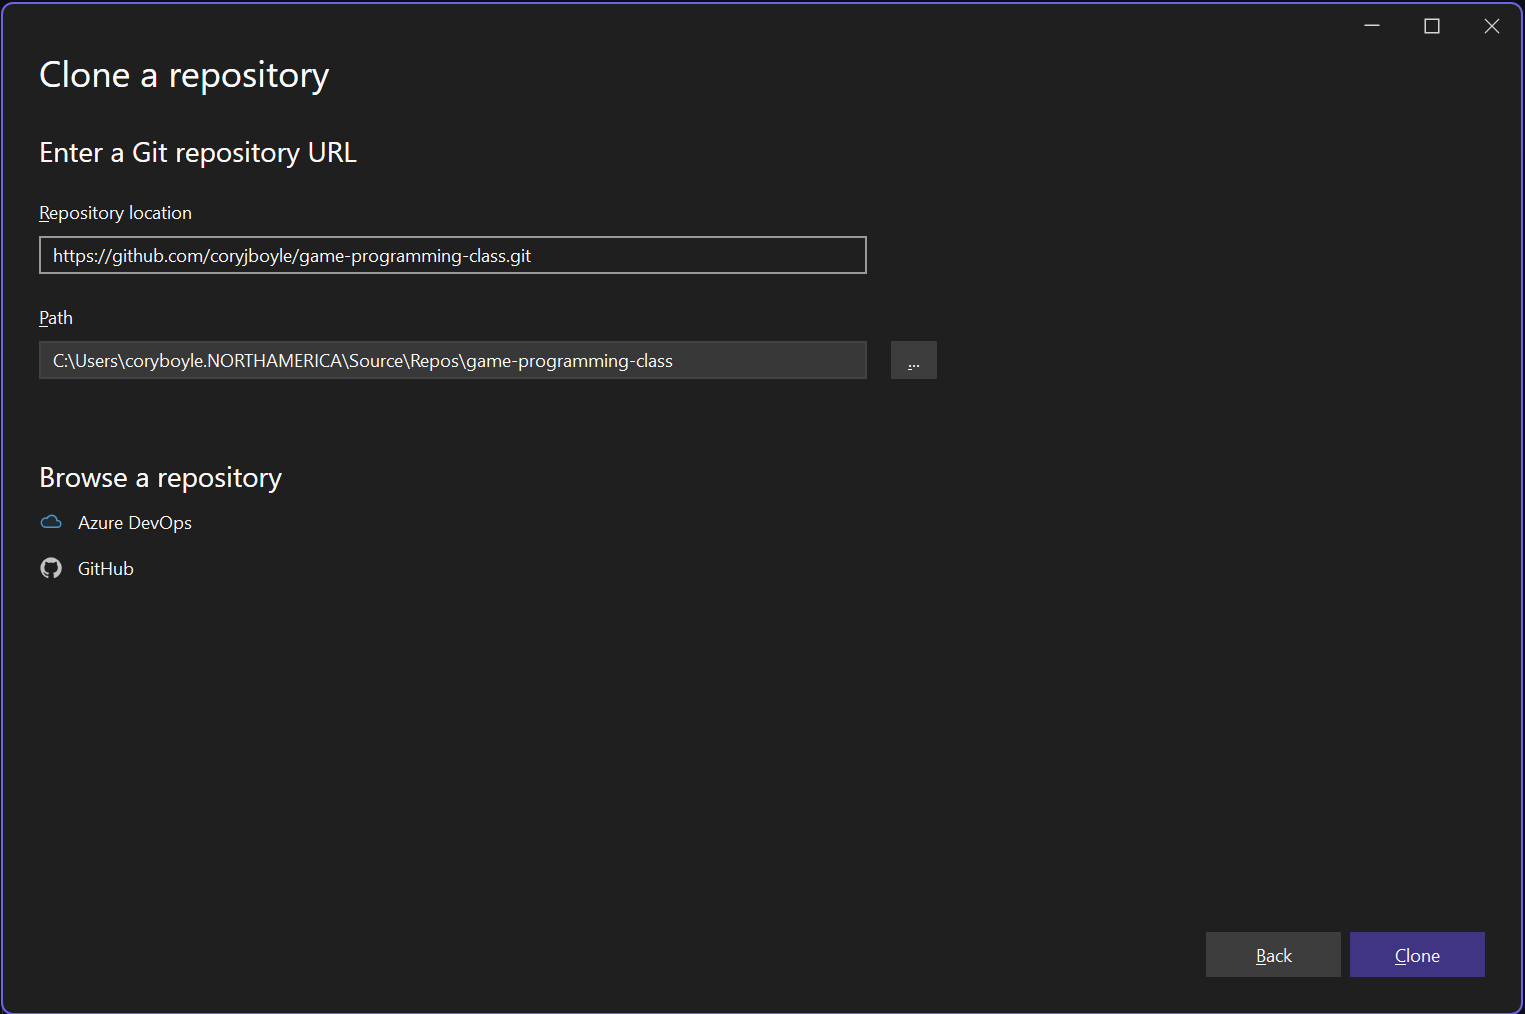 Clone a repository
Enter a Git repository URL
Repository location
https://github.com/coryjboyle/game-programming-class.git
Path
C:\Users\coryboyle.NORTHAMERICA\Source\Repos\game-programming-class
...
Browse a repository
Azure DevOps
GitHub
Back
Clone